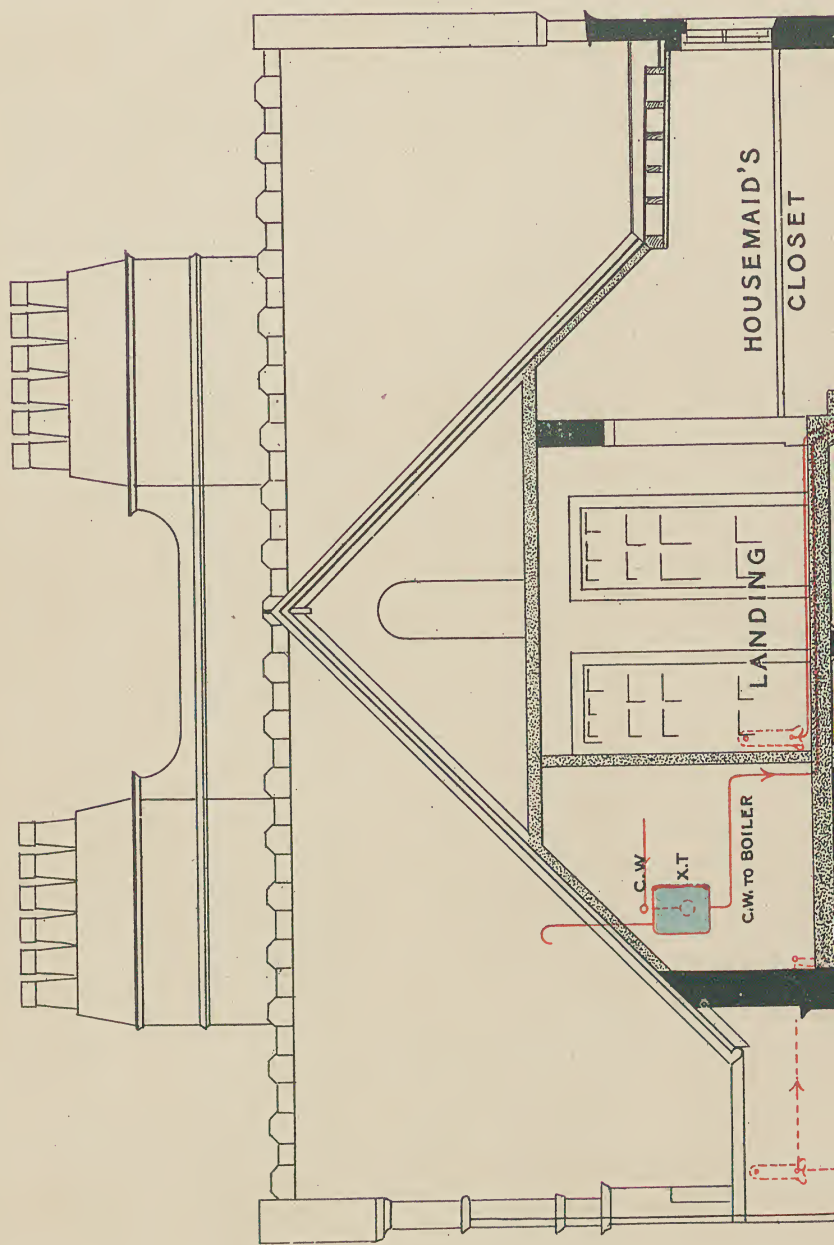 HOUSEMAID'S
CLOSET
LANDING
C.W
X.T
C.W. TO BOILER